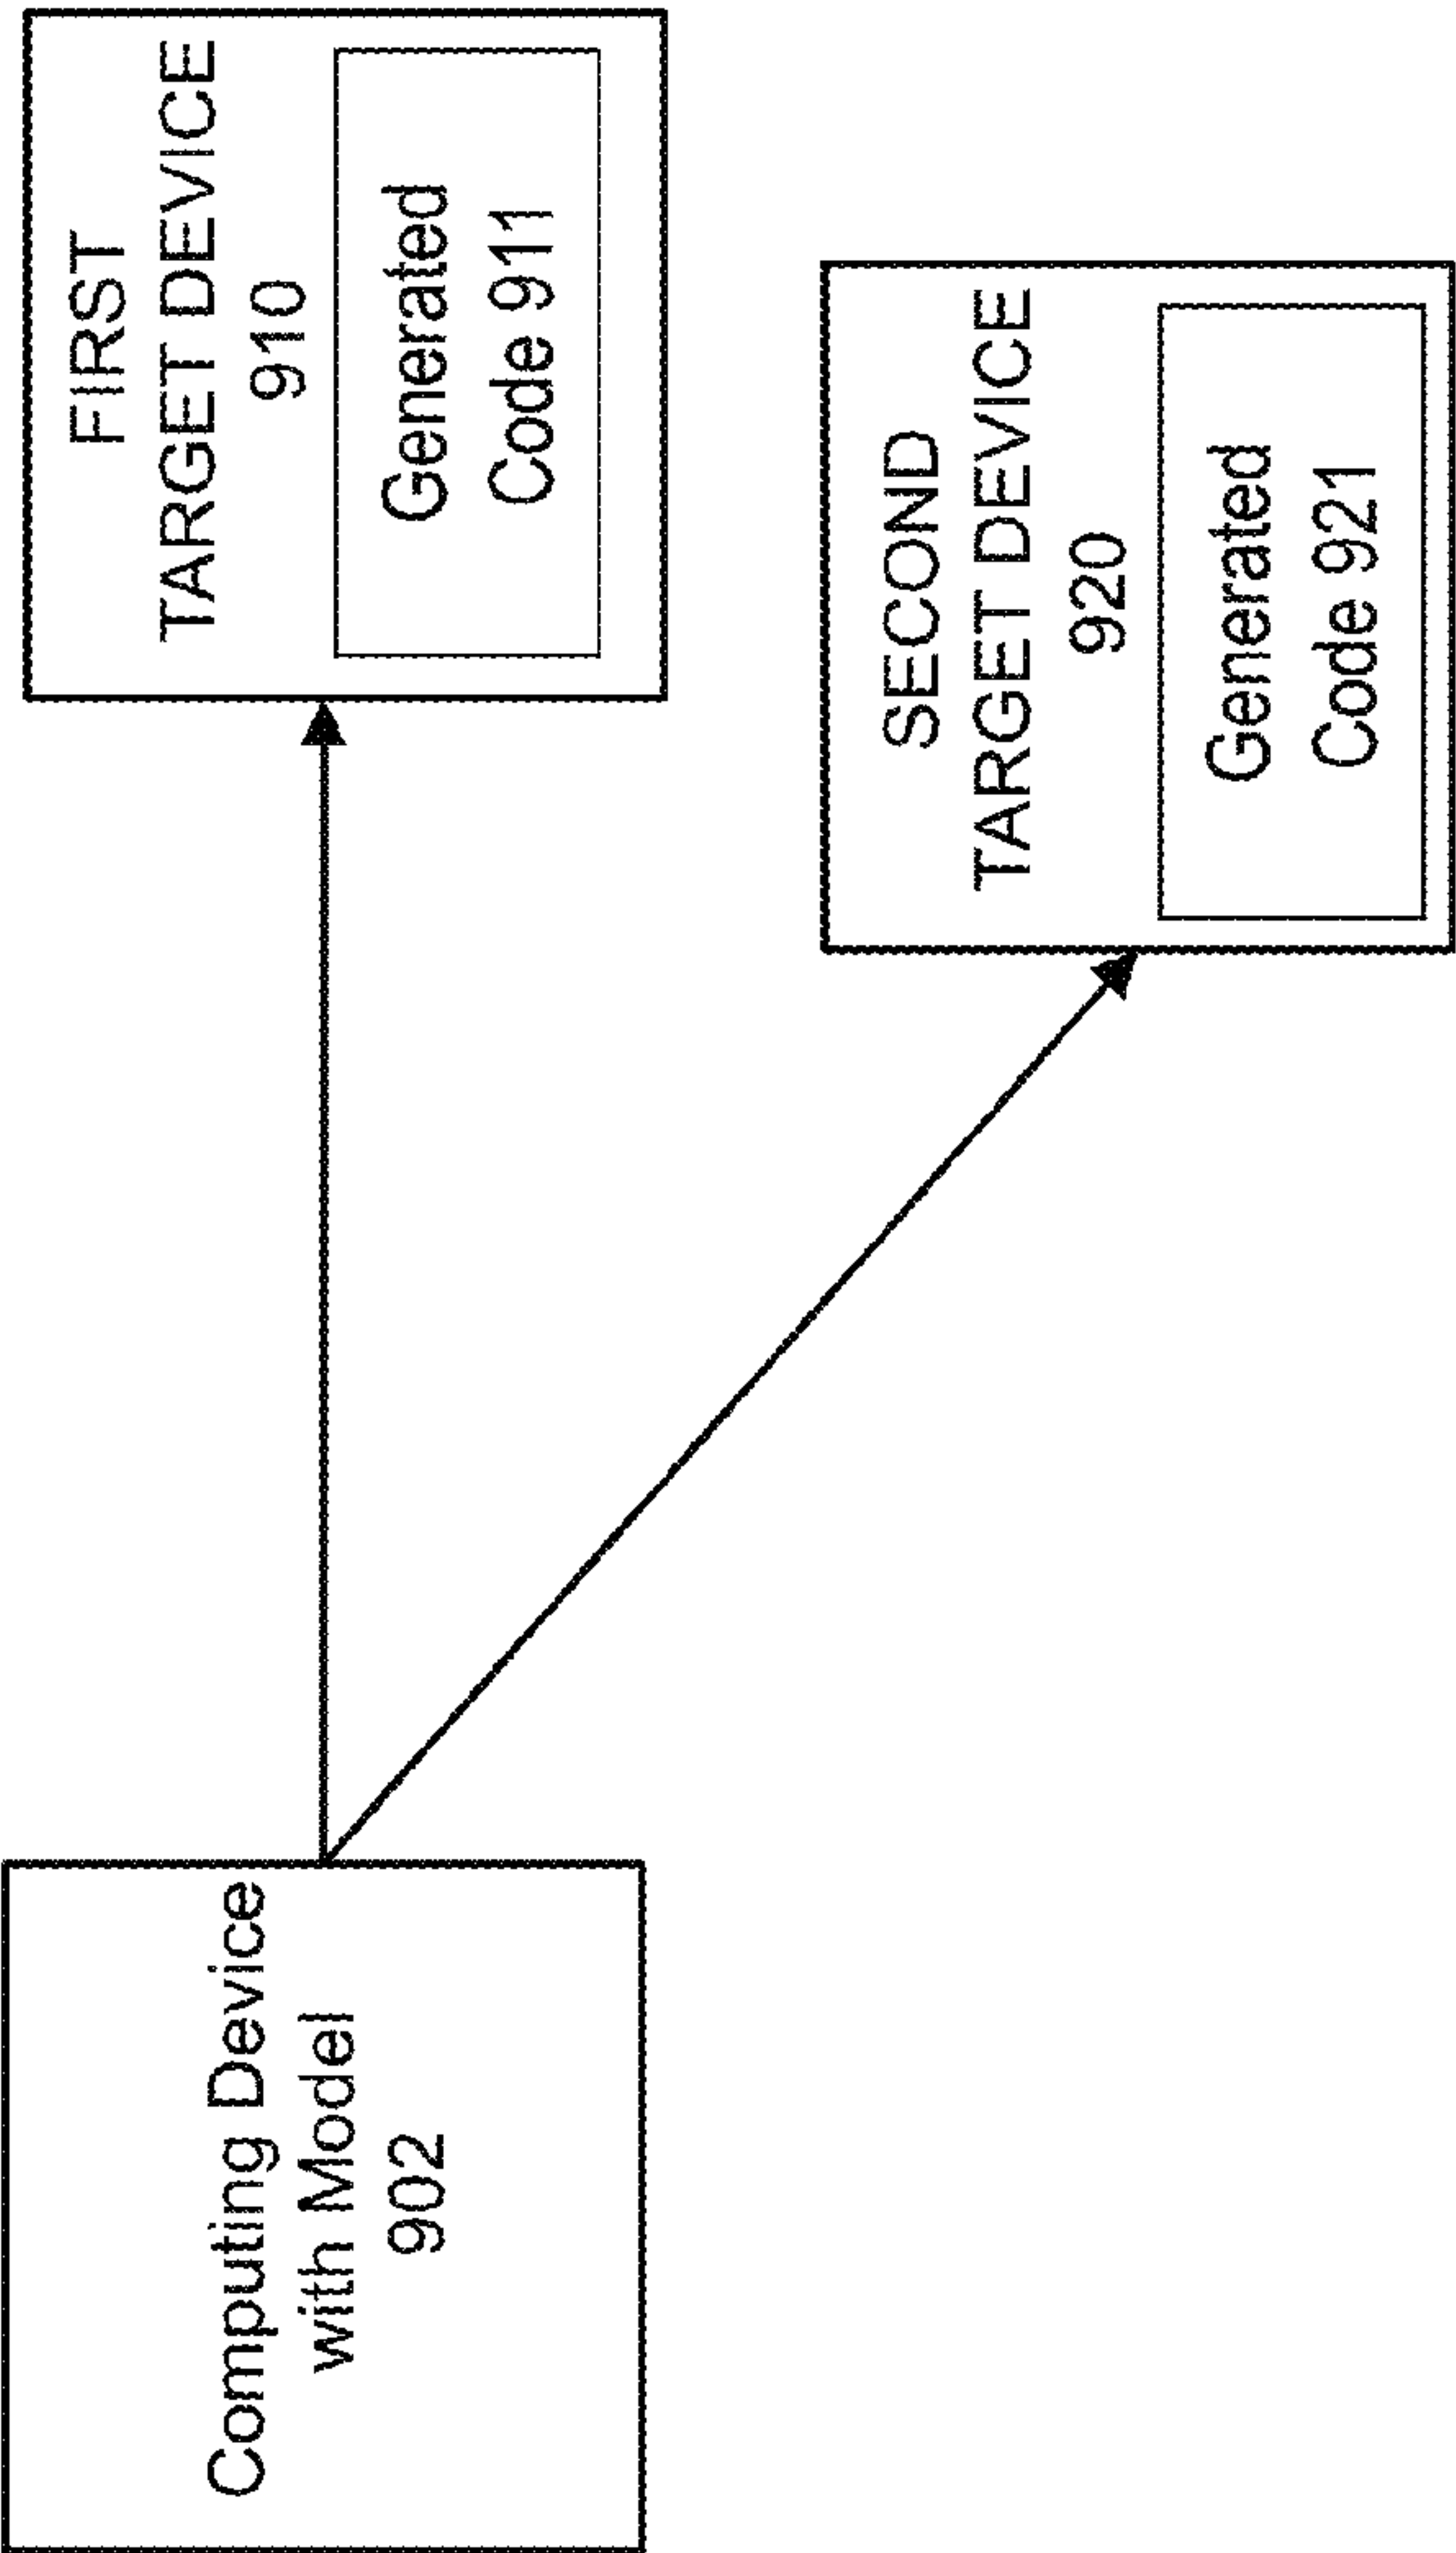 Computing Device
with Model
902
FIRST
TARGET DEVICE
910
Generated
Code 911
SECOND
TARGET DEVICE
920
Generated
Code 921